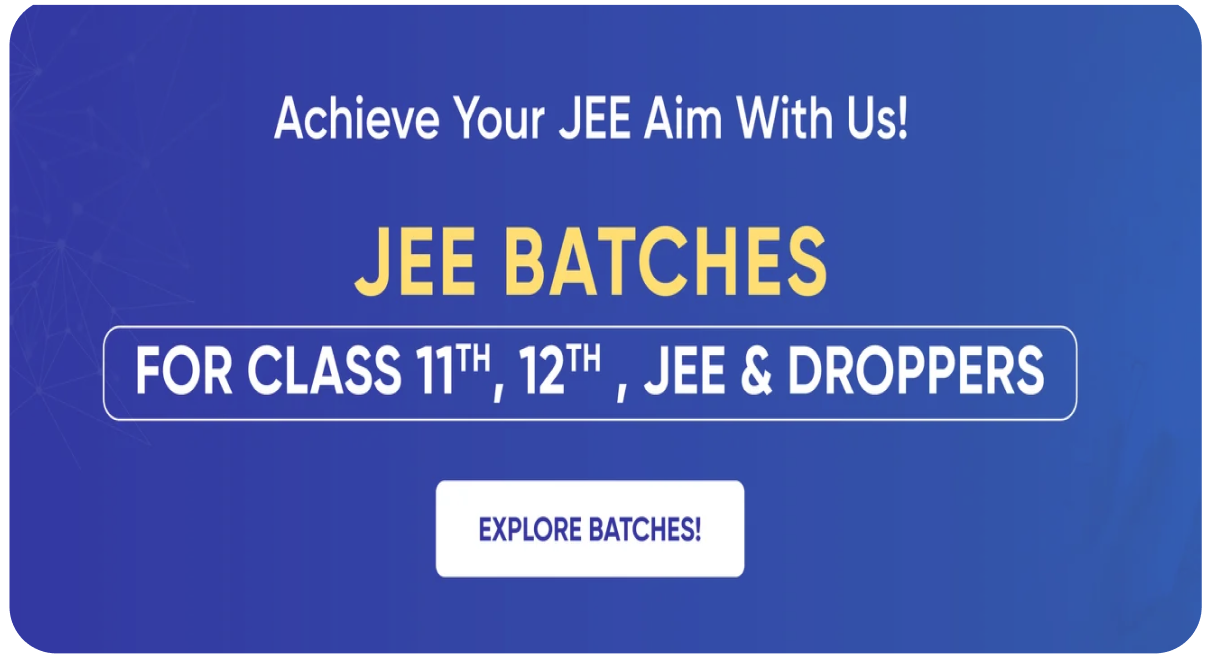 Achieve Your JEE Aim With Us!
JEE BATCHES
FOR CLASS 11TH, 12TH , JEE & DROPPERS
EXPLORE BATCHES!